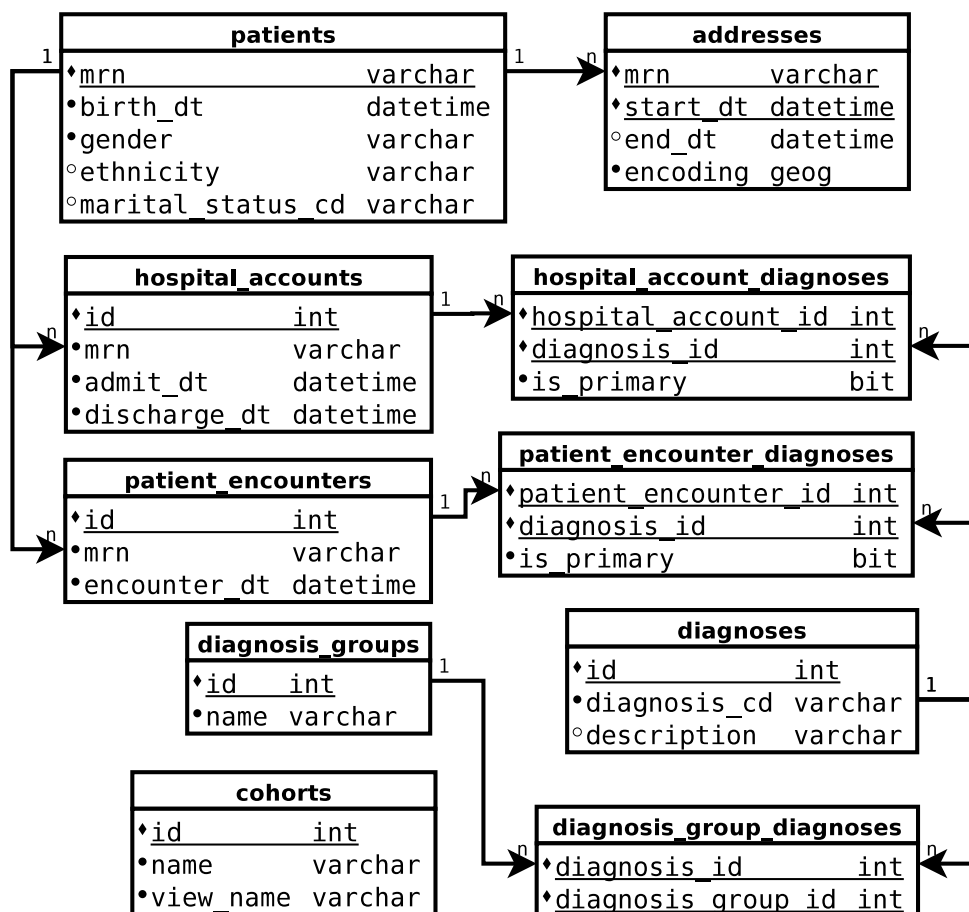 patients
mrn varchar
birth_dt datetime
gender varchar
ethnicity varchar
marital_status_cd varchar
1
1
n
addresses
mrn varchar
start_dt datetime
end_dt datetime
encoding geog
hospital_accounts
id int
mrn varchar
admit_dt datetime
discharge_dt datetime
n
1
n
hospital_account_diagnoses
hospital_account_id int
diagnosis_id int
is_primary bit
n
patient_encounters
id int
mrn varchar
encounter_dt datetime
n
1
n
patient_encounter_diagnoses
patient_encounter_id int
diagnosis_id int
is_primary bit
n
diagnosis_groups
id int
name varchar
1
diagnoses
id int
diagnosis_cd varchar
description varchar
1
cohorts
id int
name varchar
view_name varchar
n
diagnosis_group_diagnoses
diagnosis_id int
diagnosis_group_id int
n